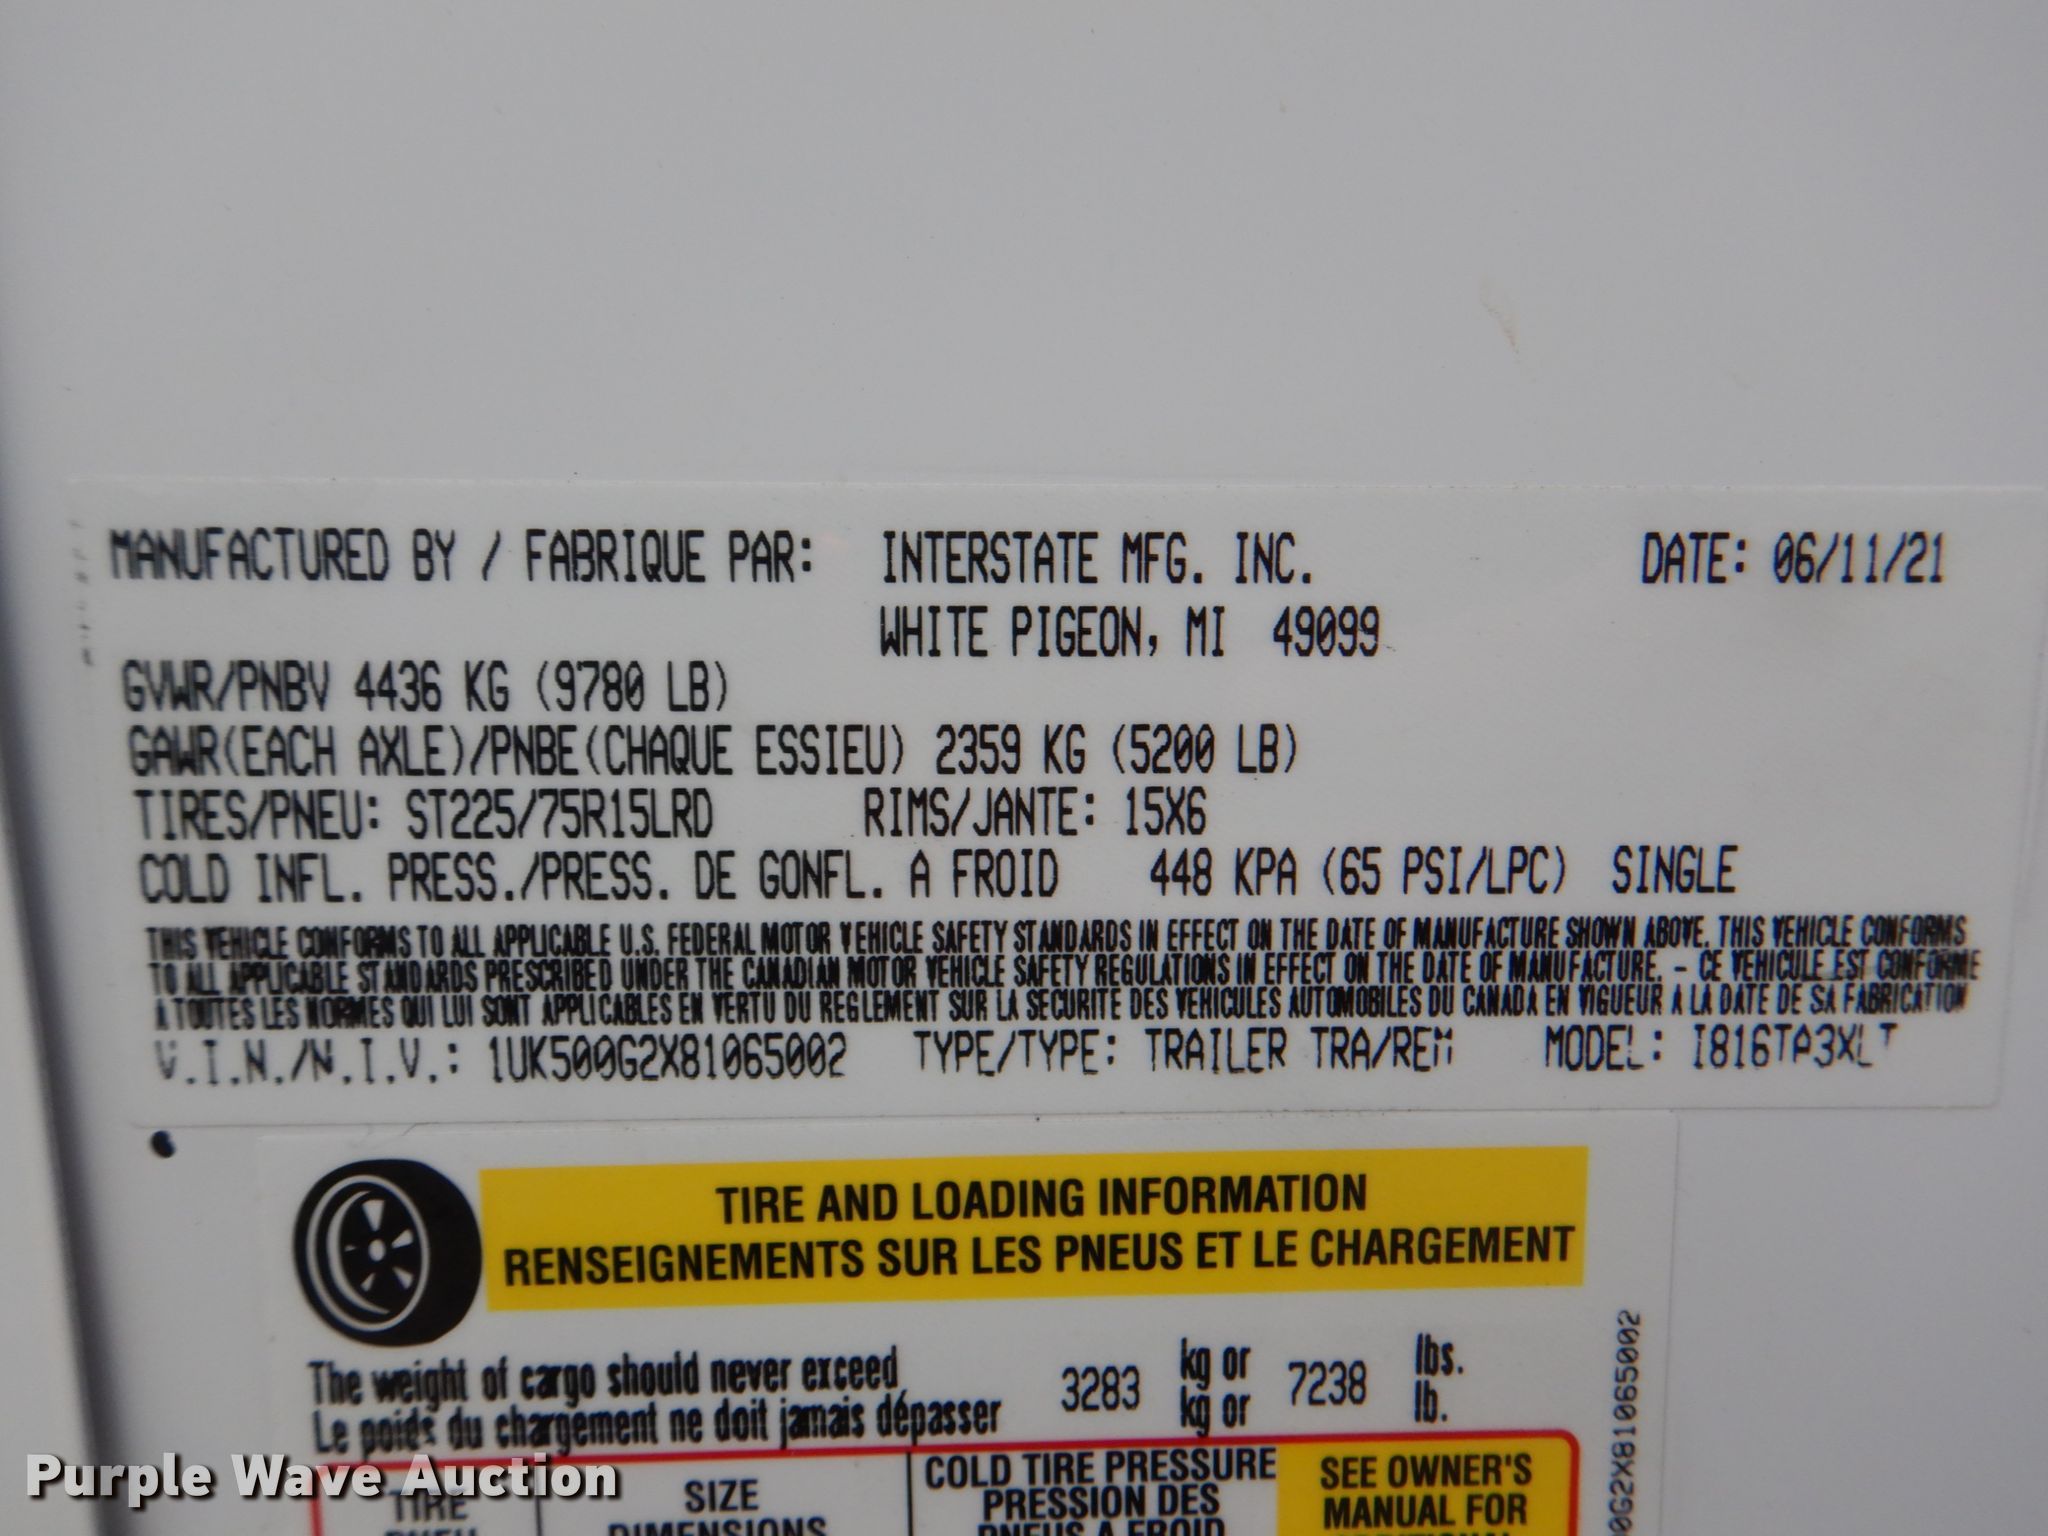 MANUFACTURED BY / FABRIQUE PAR: INTERSTATE MFG. INC. DATE: 06/11/21
WHITE PIGEON, MI 49099
GVWR/PNBV 4436 KG (9780 LB)
GAWR(EACH AXLE)/PNBE(CHAQUE ESSIEU) 2359 KG (5200 LB)
TIRES/PNEU: ST225/75R15LRD RIMS/JANTE: 15X6
COLD INFL. PRESS./PRESS. DE GONFL. A FROID 448 KPA (65 PSI/LPC) SINGLE
THIS VEHICLE CONFORMS TO ALL APPLICABLE U.S. FEDERAL MOTOR VEHICLE SAFETY STANDARDS IN EFFECT ON THE DATE OF MANUFACTURE SHOWN ABOVE. THIS VEHICLE CONFORMS
TO ALL APPLICABLE STANDARDS PRESCRIBED UNDER THE CANADIAN MOTOR VEHICLE SAFETY REGULATIONS IN EFFECT ON THE DATE OF MANUFACTURE. - CE VEHICULE EST CONFORME
A TOUTES LES NORMES QUI LUI SONT APPLICABLES EN VERTU DU REGLEMENT SUR LA SECURITE DES VEHICULES AUTOMOBILES DU CANADA EN VIGUEUR A LA DATE DE SA FABRICATION
V.I.N./N.I.V.: 1UK500G2X81065002 TYPE/TYPE: TRAILER TRA/REM MODEL: I816TA3XLT
TIRE AND LOADING INFORMATION
RENSEIGNEMENTS SUR LES PNEUS ET LE CHARGEMENT
The weight of cargo should never exceed 3283 kg or 7238 lbs.
Le poids du chargement ne doit jamais dépasser kg or lb.
0G2X81065002
TIRE SIZE COLD TIRE PRESSURE SEE OWNER'S
PNEU DIMENSIONS PRESSION DES MANUAL FOR
PNEUS A FROID ADDITIONAL
Purple Wave Auction